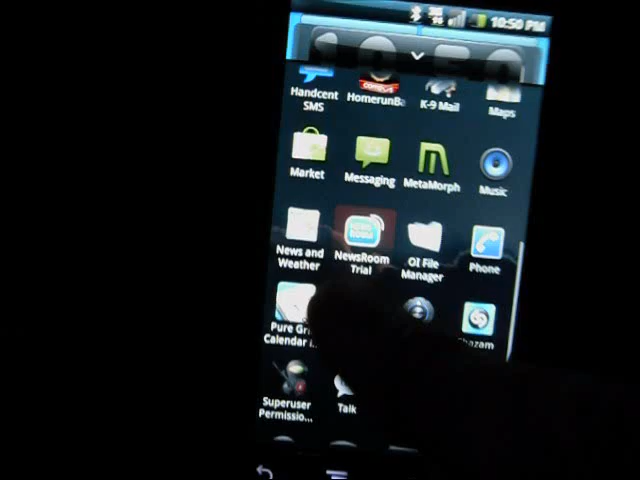 10:50 PM
Handcent
SMS
HomerunBa
K-9 Mail
Maps
Market
Messaging
MetaMorph
Music
News and
Weather
NewsRoom
Trial
OI File
Manager
Phone
Pure Gri
Calendar
Shazam
Superuser
Permissio...
Talk